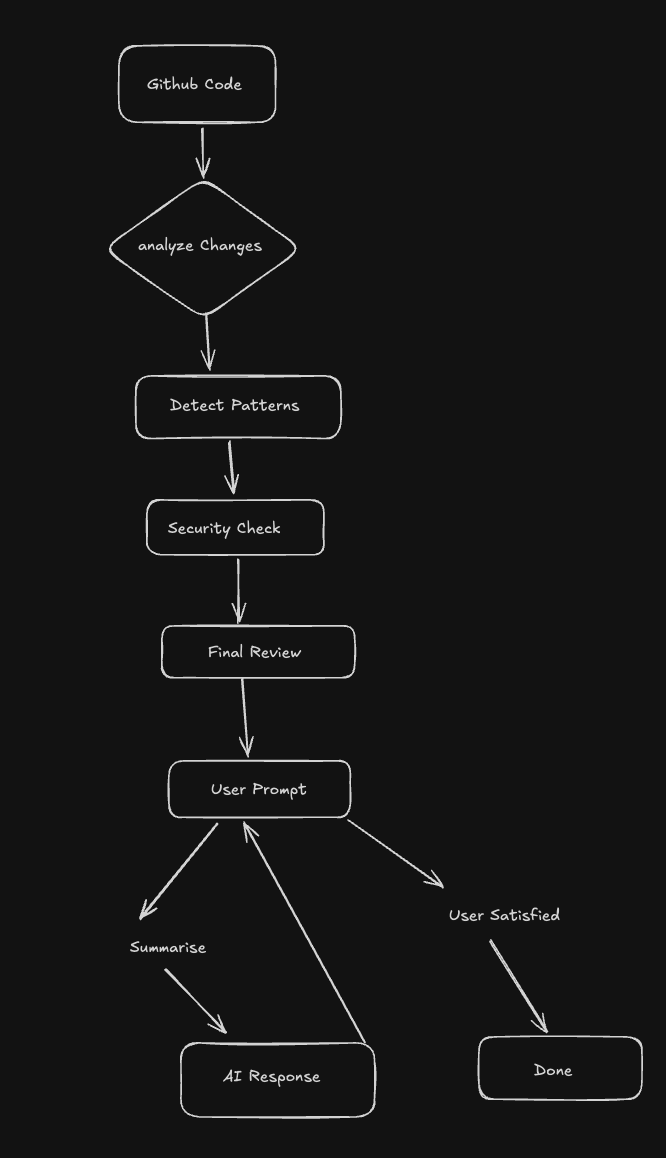 Github Code
analyze Changes
Detect Patterns
Security Check
Final Review
User Prompt
User Satisfied
Summarise
AI Response
Done